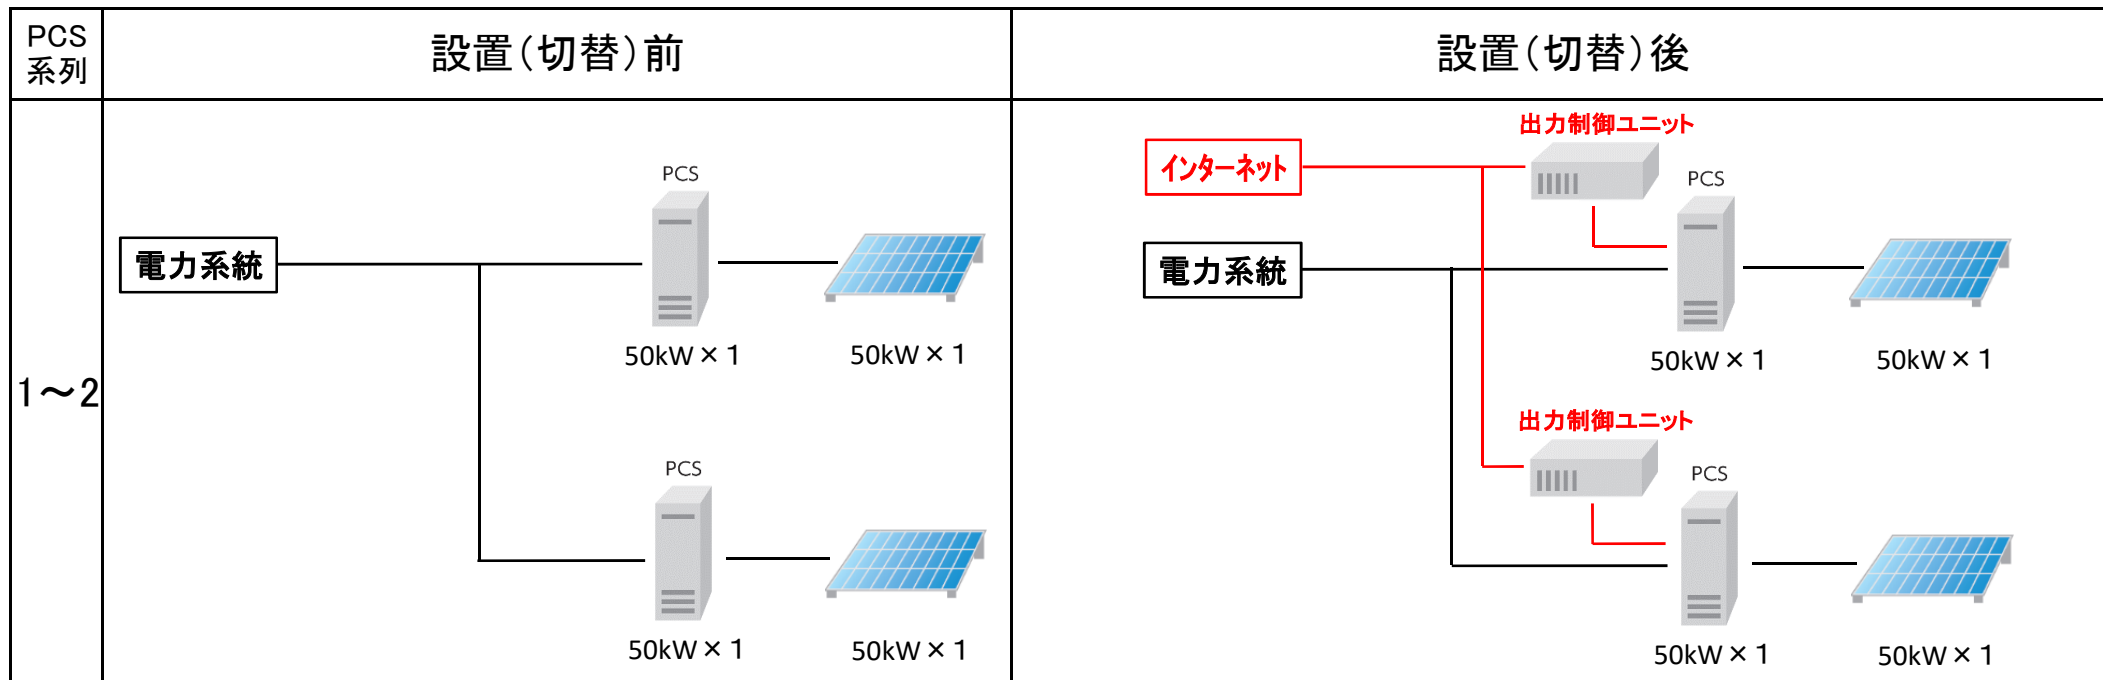 PCS
系列
設置（切替）前
設置（切替）後
1～2
電力系統
PCS
50kW × 1
50kW × 1
PCS
50kW × 1
50kW × 1
インターネット
出力制御ユニット
電力系統
PCS
50kW × 1
50kW × 1
出力制御ユニット
PCS
50kW × 1
50kW × 1